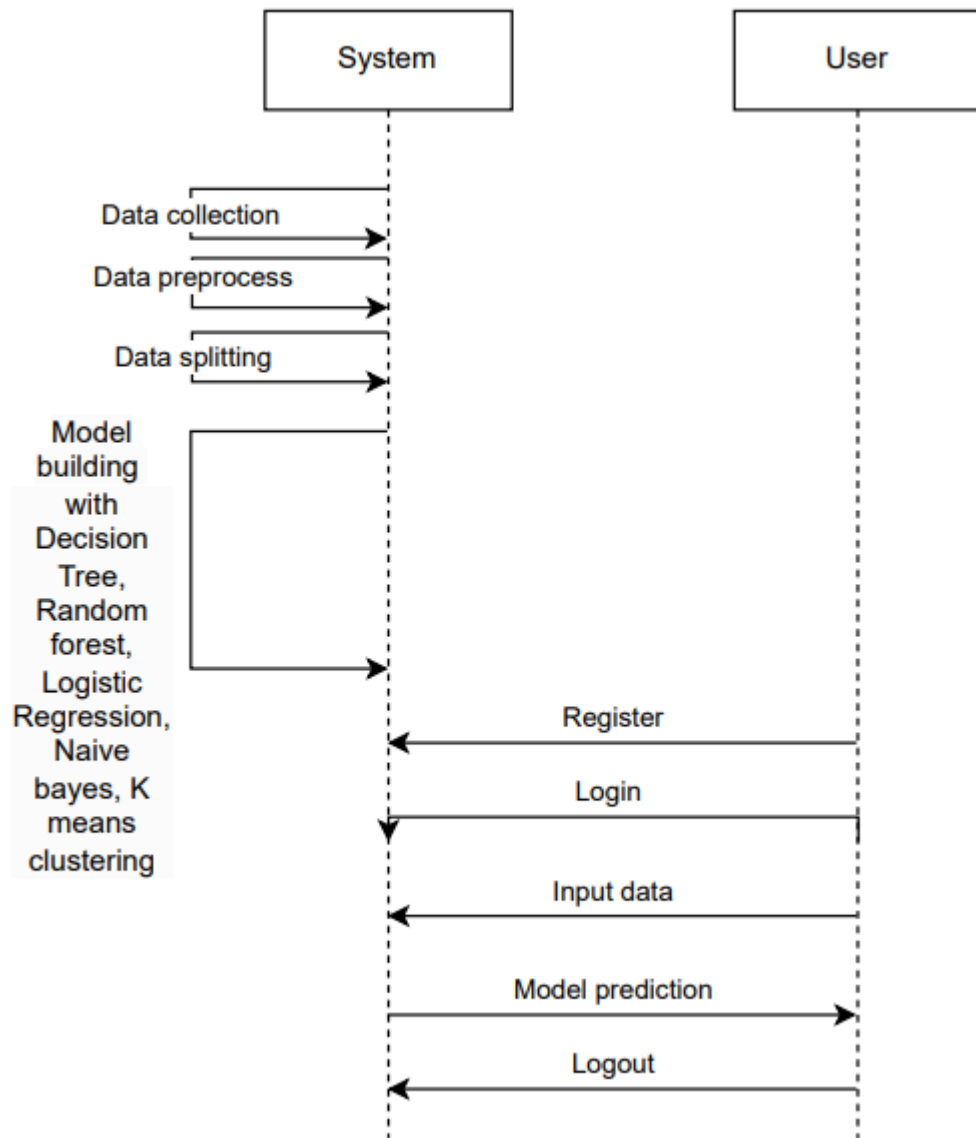 System
User
Data collection
Data preprocess
Data splitting
Model
building
with
Decision
Tree,
Random
forest,
Logistic
Regression,
Naive
bayes, K
means
clustering
Register
Login
Input data
Model prediction
Logout